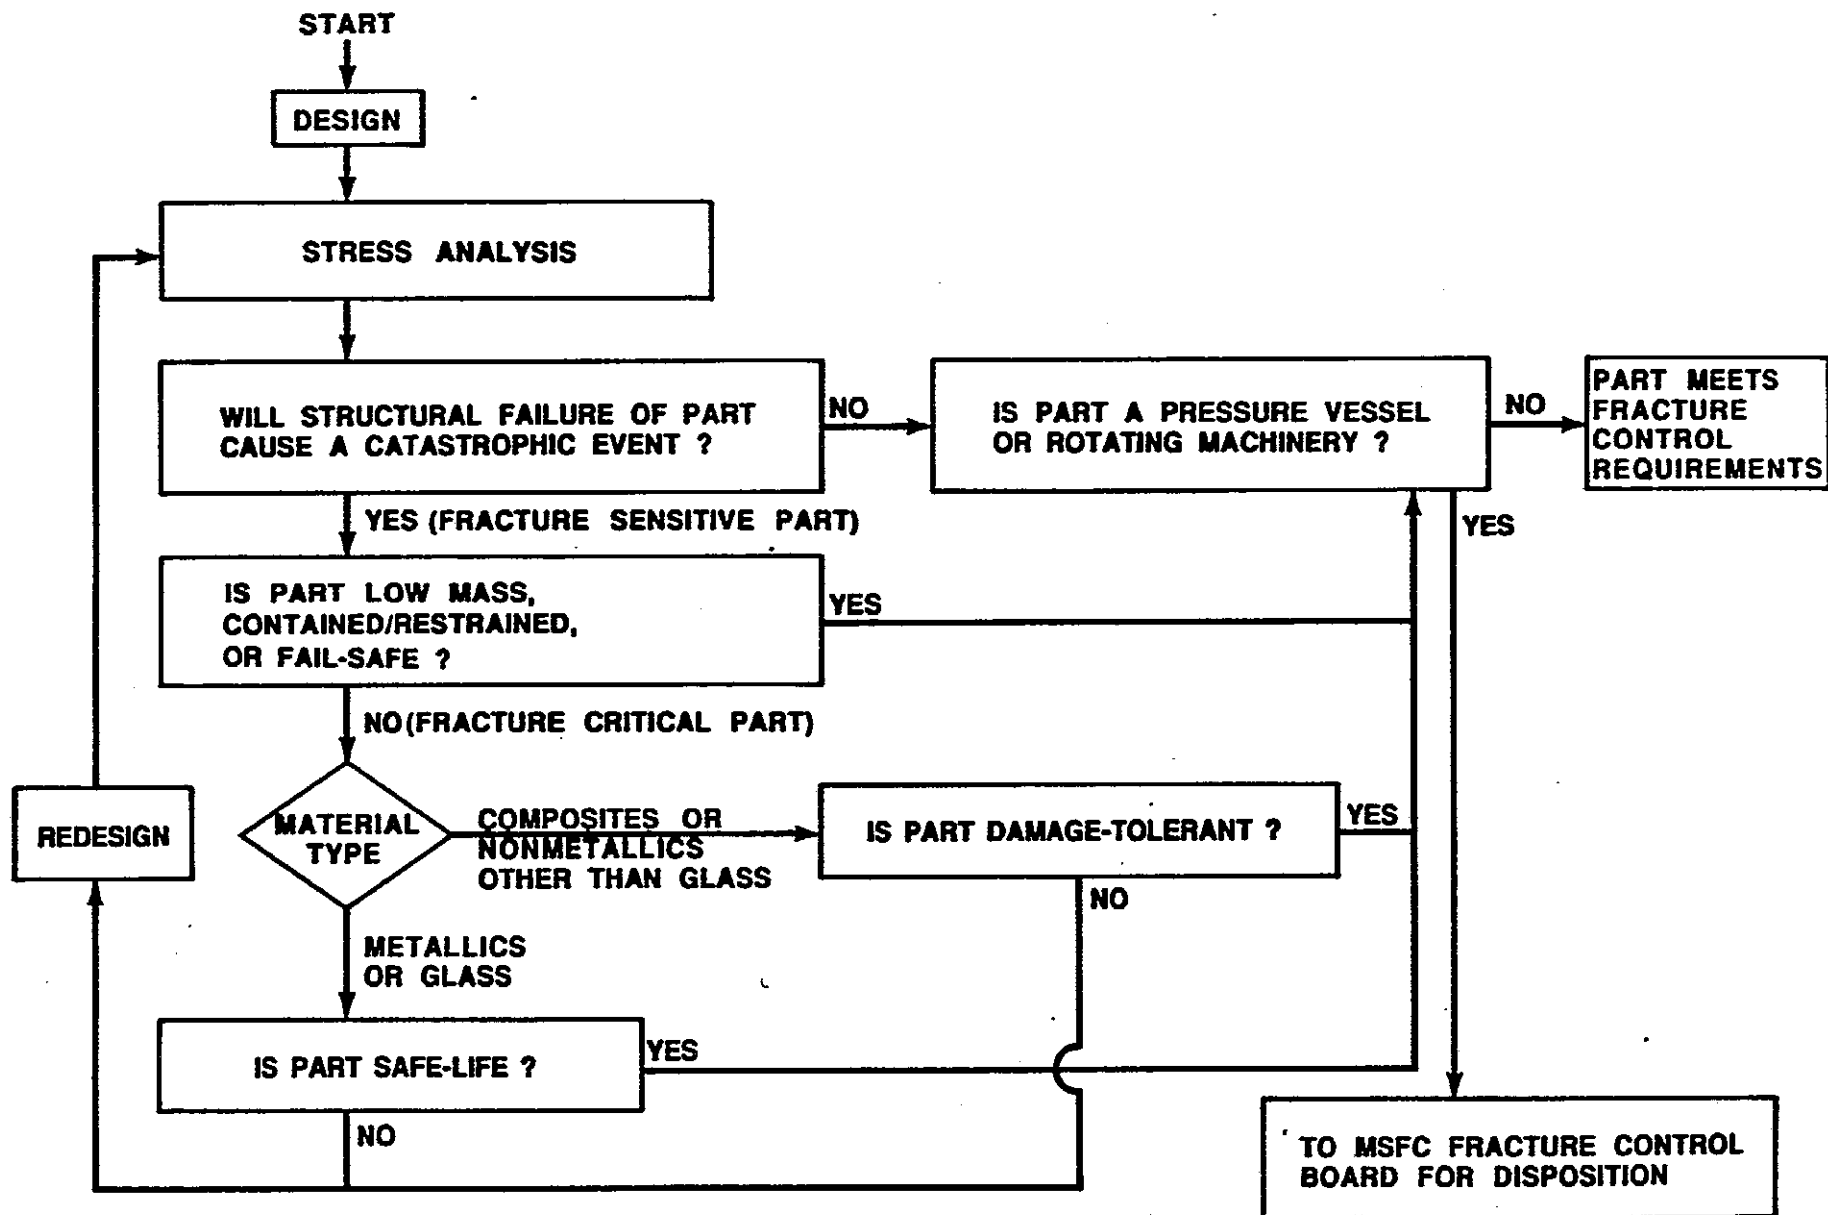 START
DESIGN
STRESS ANALYSIS
WILL STRUCTURAL FAILURE OF PART
CAUSE A CATASTROPHIC EVENT ?
NO
IS PART A PRESSURE VESSEL
OR ROTATING MACHINERY ?
NO
PART MEETS
FRACTURE
CONTROL
REQUIREMENTS
YES (FRACTURE SENSITIVE PART)
YES
IS PART LOW MASS,
CONTAINED/RESTRAINED,
OR FAIL-SAFE ?
YES
NO (FRACTURE CRITICAL PART)
REDESIGN
MATERIAL
TYPE
COMPOSITES OR
NONMETALLICS
OTHER THAN GLASS
IS PART DAMAGE-TOLERANT ?
YES
NO
METALLICS
OR GLASS
IS PART SAFE-LIFE ?
YES
NO
TO MSFC FRACTURE CONTROL
BOARD FOR DISPOSITION